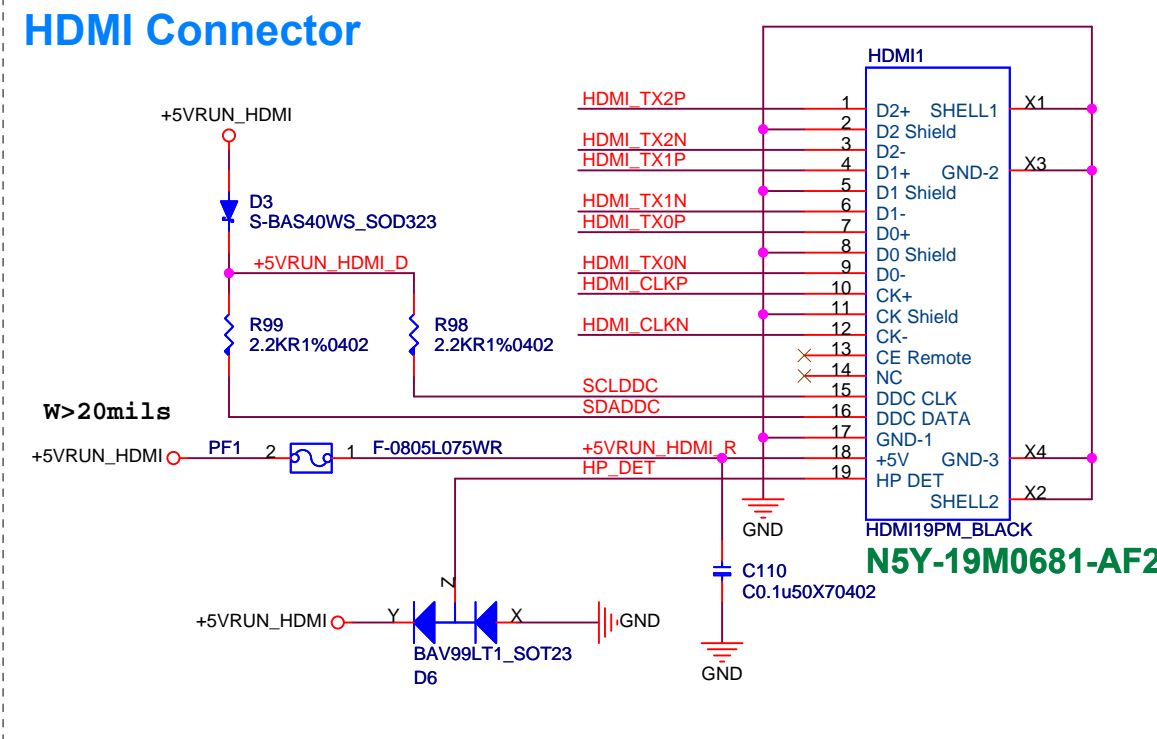 HDMI Connector
HDMI1
+5VRUN_HDMI
HDMI_TX2P
1
D2+
SHELL1
X1
2
D2 Shield
HDMI_TX2N
3
D2-
HDMI_TX1P
4
D1+
GND-2
X3
5
D1 Shield
HDMI_TX1N
6
D1-
HDMI_TX0P
7
D0+
8
D0 Shield
HDMI_TX0N
9
D0-
HDMI_CLKP
10
CK+
11
CK Shield
HDMI_CLKN
12
CK-
13
CE Remote
14
NC
SCLDDC
15
DDC CLK
SDADDC
16
DDC DATA
17
GND-1
+5VRUN_HDMI_R
18
+5V
GND-3
X4
HP_DET
19
HP DET
SHELL2
X2
D3
S-BAS40WS_SOD323
+5VRUN_HDMI_D
R99
2.2KR1%0402
R98
2.2KR1%0402
W>20mils
+5VRUN_HDMI
PF1
2
1
F-0805L075WR
GND
HDMI19PM_BLACK
N5Y-19M0681-AF2
C110
C0.1u50X70402
GND
Z
+5VRUN_HDMI
Y
X
GND
BAV99LT1_SOT23
D6